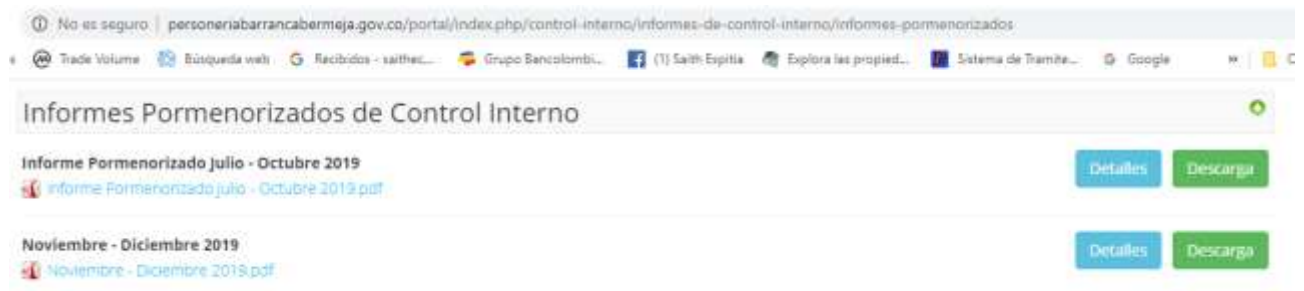 No es seguro | personeriabarrancabermeja.gov.co/portal/index.php/control-interno/informes-de-control-interno/informes-pormenorizados
Trade Volume Búsqueda web Recibidos - saithec... Grupo Bancolombi... (1) Saith Espitia Explora las propied... Sistema de Tramite... Google »
Informes Pormenorizados de Control Interno
Informe Pormenorizado Julio - Octubre 2019 Detalles Descarga
Informe Pormenorizado Julio - Octubre 2019.pdf
Noviembre - Diciembre 2019 Detalles Descarga
Noviembre - Diciembre 2019.pdf